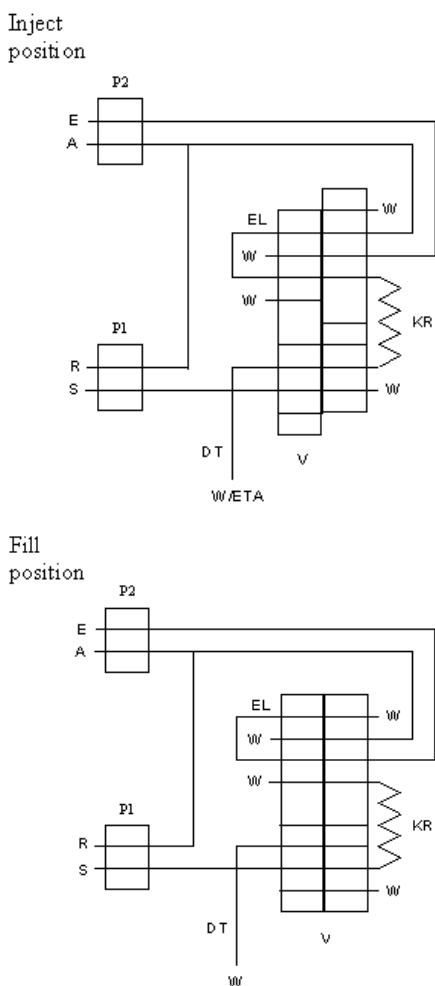 Inject
position
P2
E
A
EL
W
W
W
KR
P1
R
S
W
DT
V
W/ETA
Fill
position
P2
E
A
EL
W
W
W
KR
P1
R
S
W
DT
V
W